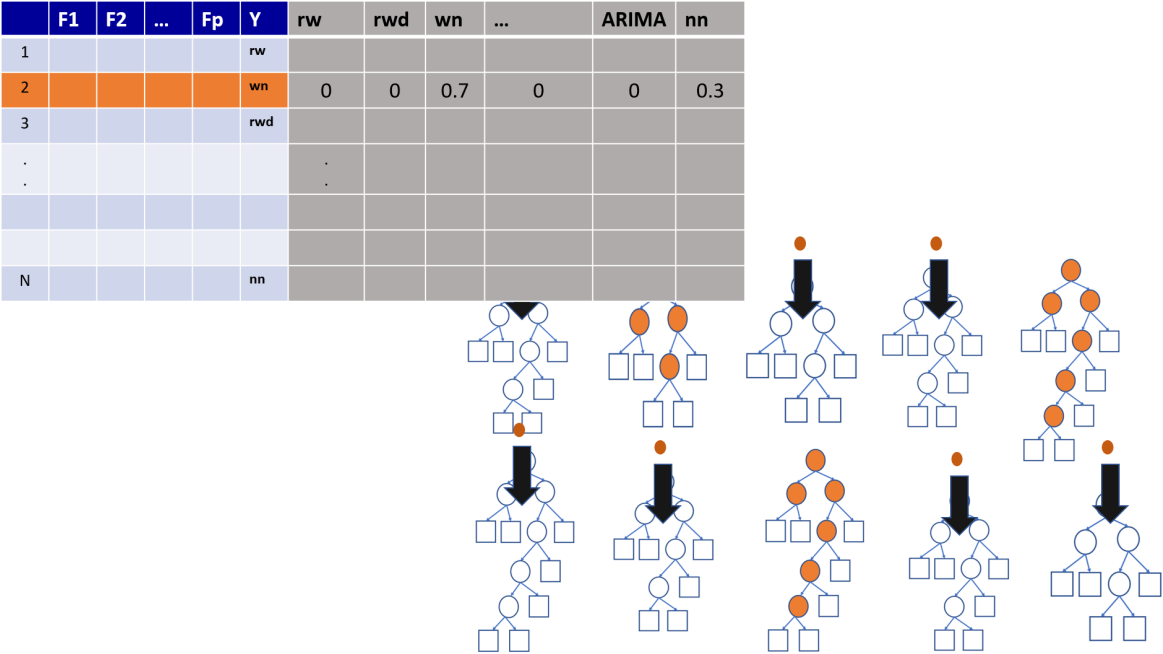 F1 F2 ... Fp Y rw rwd wn ... ARIMA nn
1 rw
2 wn 0 0 0.7 0 0 0.3
3 rwd
. .
. .
N nn